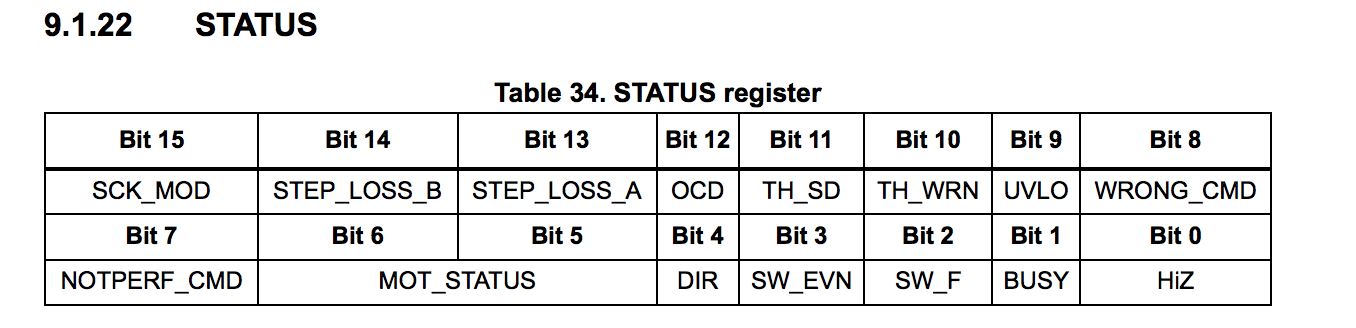 9.1.22 STATUS
Table 34. STATUS register
Bit 15 Bit 14 Bit 13 Bit 12 Bit 11 Bit 10 Bit 9 Bit 8
SCK_MOD STEP_LOSS_B STEP_LOSS_A OCD TH_SD TH_WRN UVLO WRONG_CMD
Bit 7 Bit 6 Bit 5 Bit 4 Bit 3 Bit 2 Bit 1 Bit 0
NOTPERF_CMD MOT_STATUS DIR SW_EVN SW_F BUSY HiZ